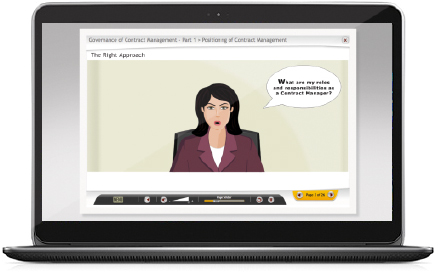 Governance of Contract Management - Part 1 > Positioning of Contract Management
x
The Right Approach
What are my roles
and responsibilities as
a Contract Manager?
Page 1 of 26